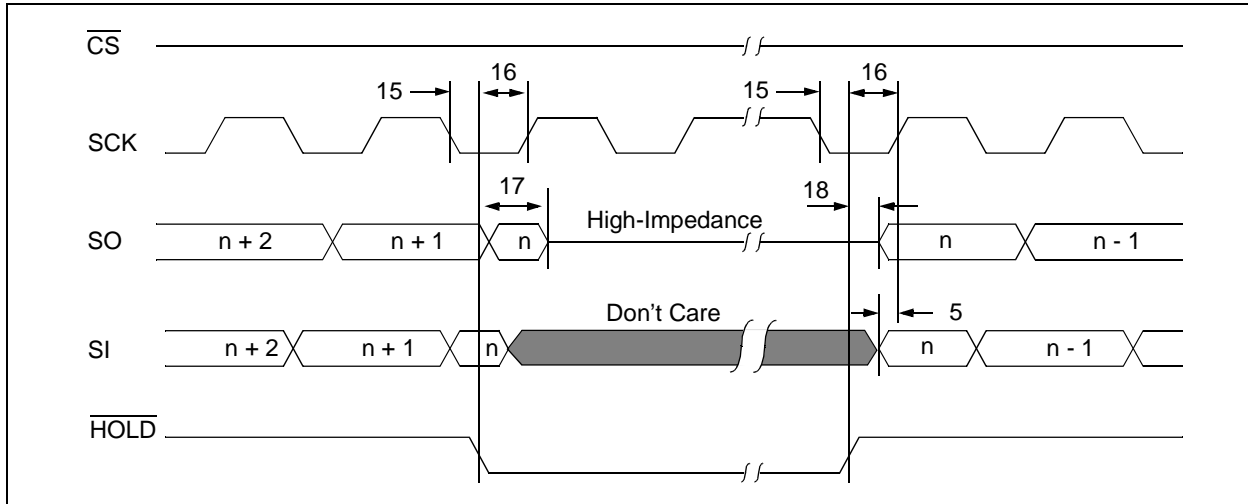 CS
16
16
15
15
SCK
17
18
High-Impedance
SO
n + 2
n + 1
n
n
n - 1
Don't Care
5
SI
n + 2
n + 1
n
n
n - 1
HOLD